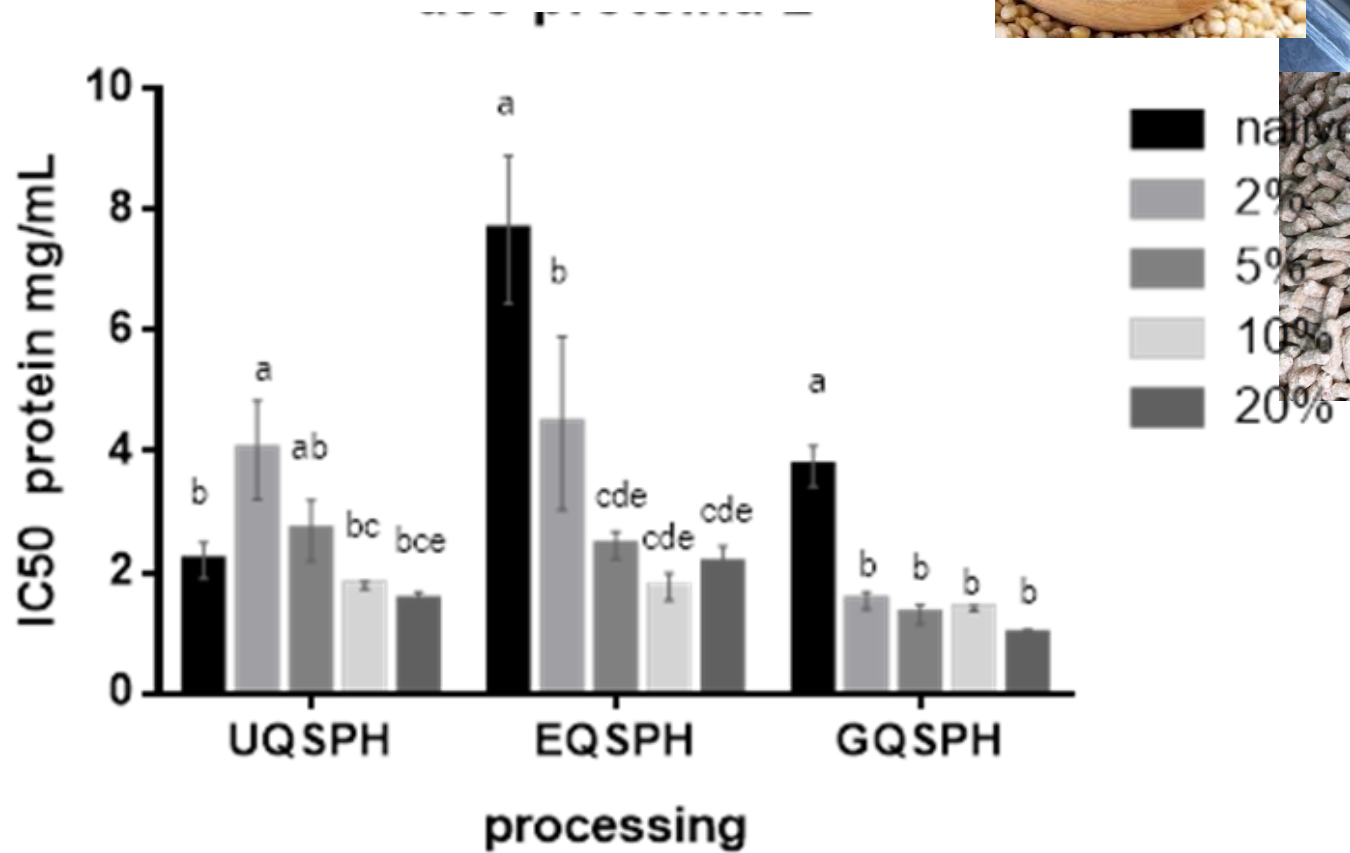 10
a
8
b
6
a
a
4
ab
b
cde
cde
bc
cde
bce
2
b
b
b
b
0
UQSPH
EQSPH
GQSPH
processing
IC50 protein mg/mL
native
2%
5%
10%
20%